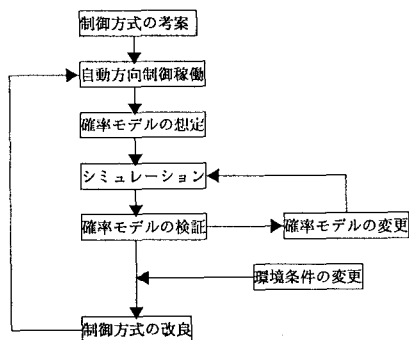 制御方式の考案
自動方向制御稼働
確率モデルの想定
シミュレーション
確率モデルの検証
確率モデルの変更
環境条件の変更
制御方式の改良